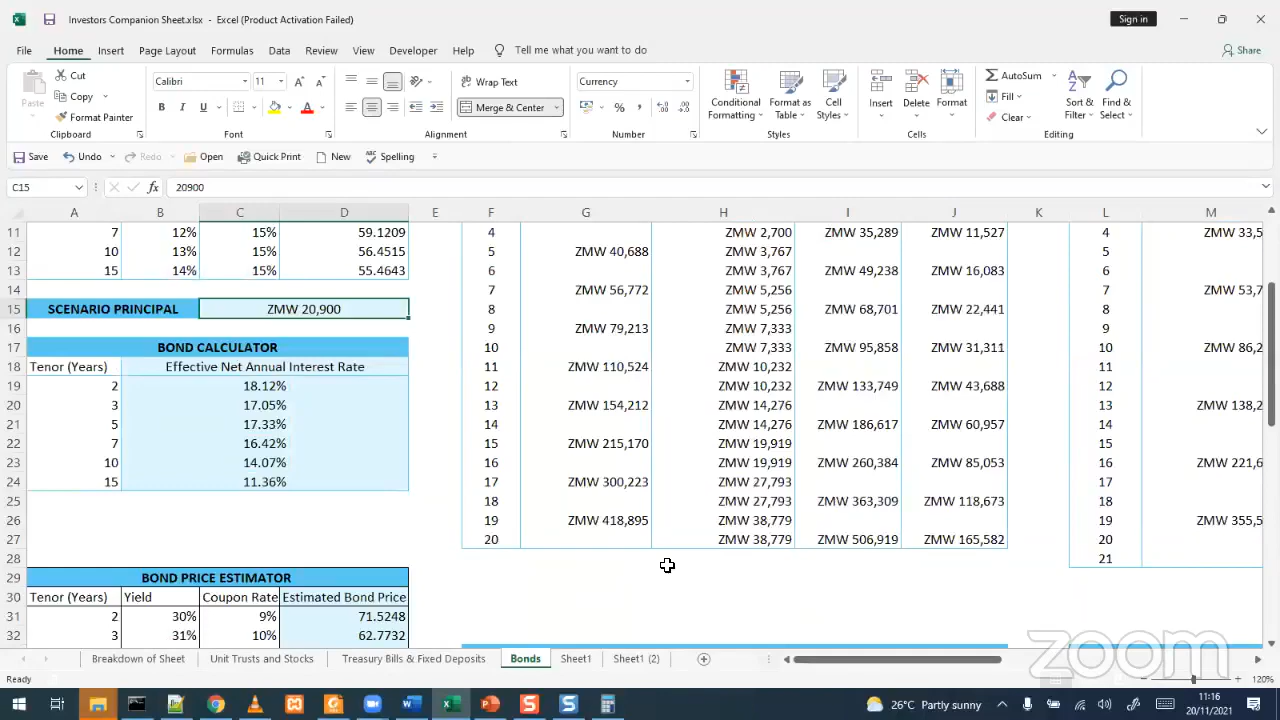 Investors Companion Sheet.xlsx - Excel (Product Activation Failed)
Sign in
File Home Insert Page Layout Formulas Data Review View Developer Help Tell me what you want to do Share
Paste Cut Copy Format Painter
Calibri 11
B I U A
Wrap Text
Merge & Center
Currency
% ,
Conditional Formatting Format as Table Cell Styles
Insert Delete Format
AutoSum Fill Clear
Sort & Filter Find & Select
Clipboard Font Alignment Number Styles Cells Editing
Save Undo Redo Open Quick Print New Spelling
C15 fx 20900
A B C D E F G H I J K L M
11 7 12% 15% 59.1209 4 ZMW 2,700 ZMW 35,289 ZMW 11,527 4 ZMW 33,5
12 10 13% 15% 56.4515 5 ZMW 40,688 ZMW 3,767 5
13 15 14% 15% 55.4643 6 ZMW 3,767 ZMW 49,238 ZMW 16,083 6
14 7 ZMW 56,772 ZMW 5,256 7 ZMW 53,7
15 SCENARIO PRINCIPAL ZMW 20,900 8 ZMW 5,256 ZMW 68,701 ZMW 22,441 8
16 9 ZMW 79,213 ZMW 7,333 9
17 BOND CALCULATOR 10 ZMW 7,333 ZMW 95,858 ZMW 31,311 10 ZMW 86,2
18 Tenor (Years) Effective Net Annual Interest Rate 11 ZMW 110,524 ZMW 10,232 11
19 2 18.12% 12 ZMW 10,232 ZMW 133,749 ZMW 43,688 12
20 3 17.05% 13 ZMW 154,212 ZMW 14,276 13 ZMW 138,2
21 5 17.33% 14 ZMW 14,276 ZMW 186,617 ZMW 60,957 14
22 7 16.42% 15 ZMW 215,170 ZMW 19,919 15
23 10 14.07% 16 ZMW 19,919 ZMW 260,384 ZMW 85,053 16 ZMW 221,6
24 15 11.36% 17 ZMW 300,223 ZMW 27,793 17
25 18 ZMW 27,793 ZMW 363,309 ZMW 118,673 18
26 19 ZMW 418,895 ZMW 38,779 19 ZMW 355,5
27 20 ZMW 38,779 ZMW 506,919 ZMW 165,582 20
28 21
29 BOND PRICE ESTIMATOR
30 Tenor (Years) Yield Coupon Rate Estimated Bond Price
31 2 30% 9% 71.5248
32 3 31% 10% 62.7732
zoom
Breakdown of Sheet Unit Trusts and Stocks Treasury Bills & Fixed Deposits Bonds Sheet1 Sheet1 (2)
Ready 120%
26°C Partly sunny 11:16
20/11/2021